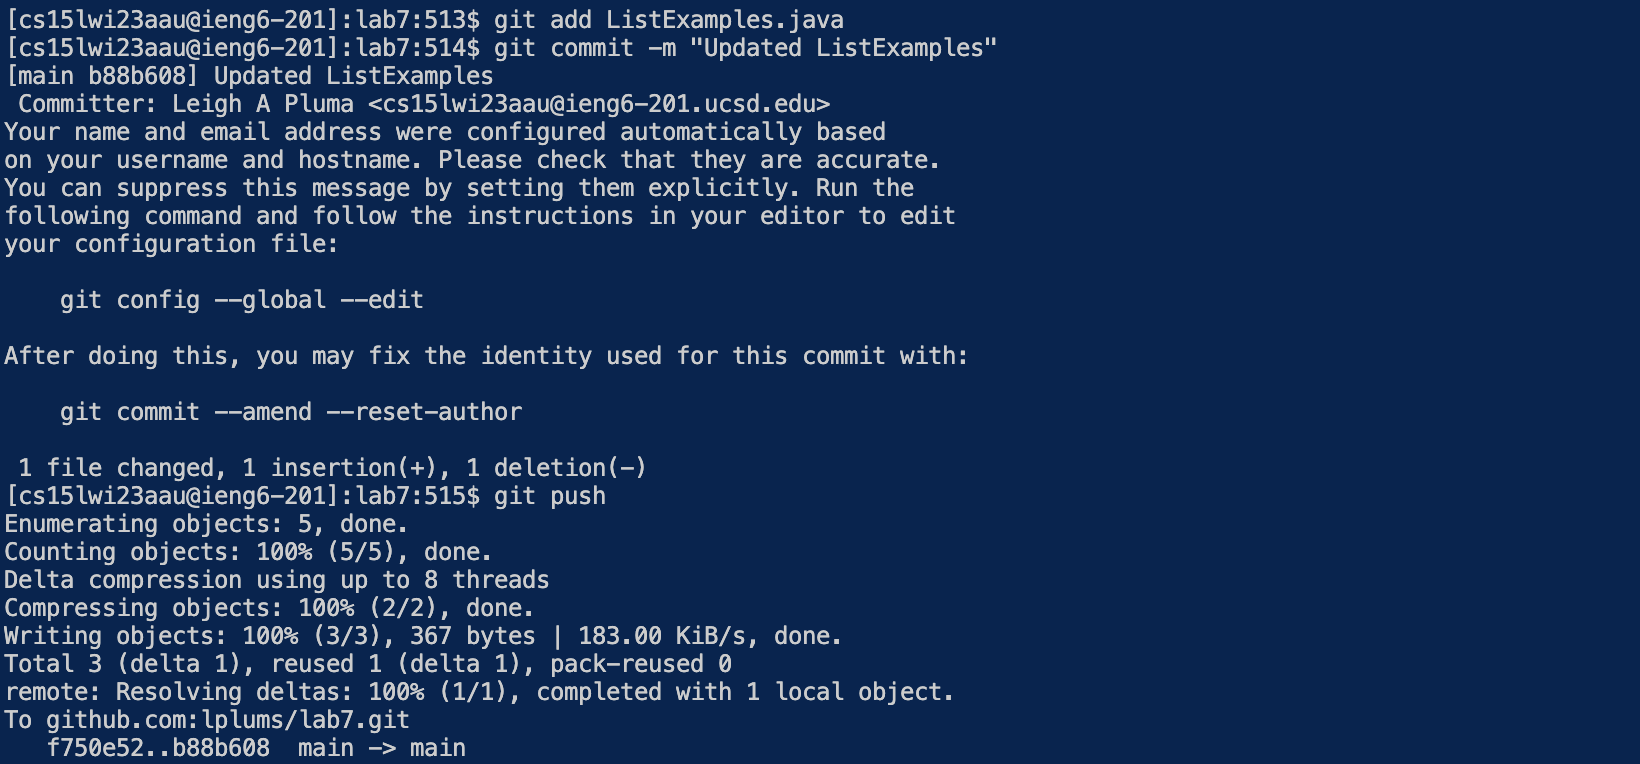 [cs15lwi23aau@ieng6-201]:lab7:513$ git add ListExamples.java
[cs15lwi23aau@ieng6-201]:lab7:514$ git commit -m "Updated ListExamples"
[main b88b608] Updated ListExamples
 Committer: Leigh A Pluma <cs15lwi23aau@ieng6-201.ucsd.edu>
Your name and email address were configured automatically based
on your username and hostname. Please check that they are accurate.
You can suppress this message by setting them explicitly. Run the
following command and follow the instructions in your editor to edit
your configuration file:

    git config --global --edit

After doing this, you may fix the identity used for this commit with:

    git commit --amend --reset-author

 1 file changed, 1 insertion(+), 1 deletion(-)
[cs15lwi23aau@ieng6-201]:lab7:515$ git push
Enumerating objects: 5, done.
Counting objects: 100% (5/5), done.
Delta compression using up to 8 threads
Compressing objects: 100% (2/2), done.
Writing objects: 100% (3/3), 367 bytes | 183.00 KiB/s, done.
Total 3 (delta 1), reused 1 (delta 1), pack-reused 0
remote: Resolving deltas: 100% (1/1), completed with 1 local object.
To github.com:lplums/lab7.git
   f750e52..b88b608  main -> main